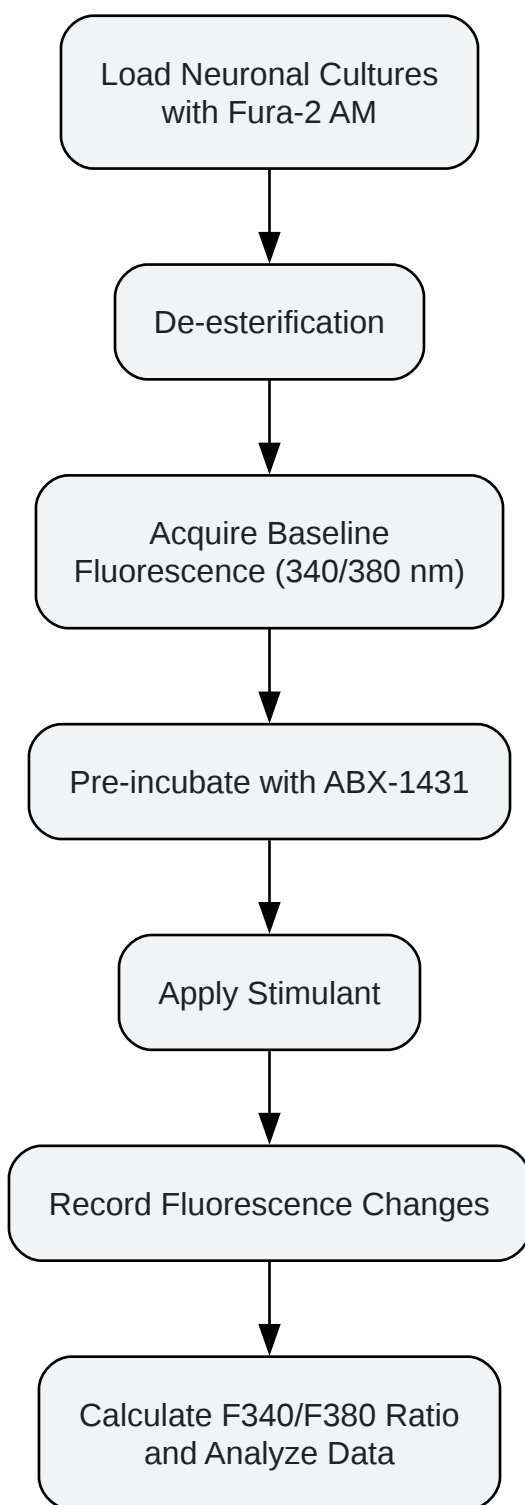 Load Neuronal Cultures
with Fura-2 AM
De-esterification
Acquire Baseline
Fluorescence (340/380 nm)
Pre-incubate with ABX-1431
Apply Stimulant
Record Fluorescence Changes
Calculate F340/F380 Ratio
and Analyze Data